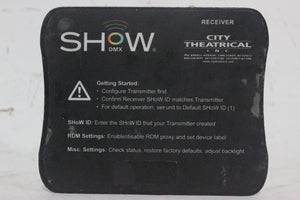 RECEIVER
SHoW
DMX
CITY
THEATRICAL
INC.
Getting Started:
• Configure Transmitter first
• Confirm Receiver SHoW ID matches Transmitter
• For default operation, set unit to Default SHoW ID (1)
SHoW ID: Enter the SHoW ID that your Transmitter created
RDM Settings: Enable/disable RDM proxy and set device label
Misc. Settings: Check status, restore factory defaults, adjust backlight.